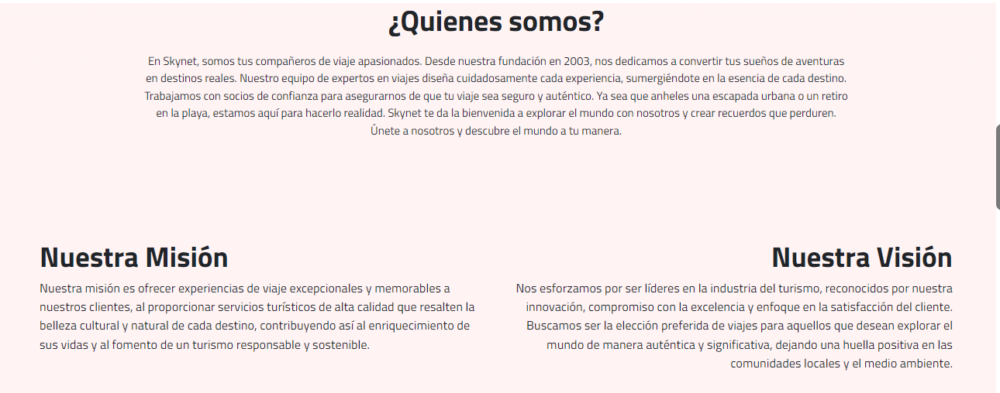 ¿Quienes somos?
En Skynet, somos tus compañeros de viaje apasionados. Desde nuestra fundación en 2003, nos dedicamos a convertir tus sueños de aventuras
en destinos reales. Nuestro equipo de expertos en viajes diseña cuidadosamente cada experiencia, sumergiéndote en la esencia de cada destino.
Trabajamos con socios de confianza para asegurarnos de que tu viaje sea seguro y auténtico. Ya sea que anheles una escapada urbana o un retiro
en la playa, estamos aquí para hacerlo realidad. Skynet te da la bienvenida a explorar el mundo con nosotros y crear recuerdos que perduren.
Únete a nosotros y descubre el mundo a tu manera.
Nuestra Misión
Nuestra misión es ofrecer experiencias de viaje excepcionales y memorables a
nuestros clientes, al proporcionar servicios turísticos de alta calidad que resalten la
belleza cultural y natural de cada destino, contribuyendo así al enriquecimiento de
sus vidas y al fomento de un turismo responsable y sostenible.
Nuestra Visión
Nos esforzamos por ser líderes en la industria del turismo, reconocidos por nuestra
innovación, compromiso con la excelencia y enfoque en la satisfacción del cliente.
Buscamos ser la elección preferida de viajes para aquellos que desean explorar el
mundo de manera auténtica y significativa, dejando una huella positiva en las
comunidades locales y el medio ambiente.